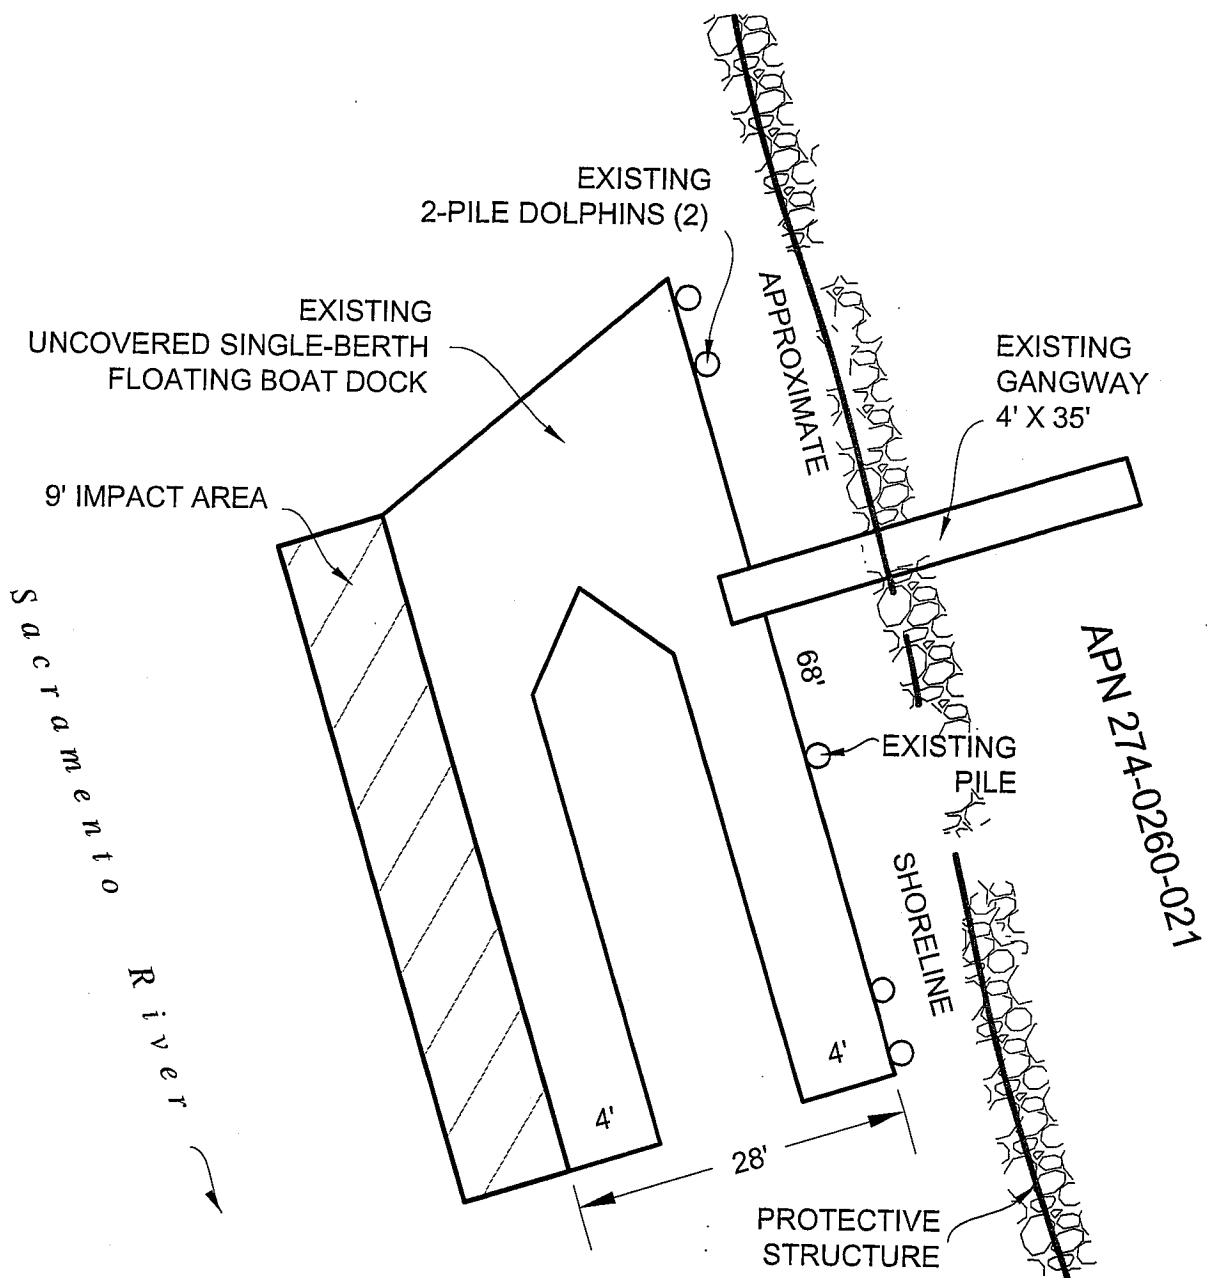 EXISTING
2-PILE DOLPHINS (2)
EXISTING
UNCOVERED SINGLE-BERTH
FLOATING BOAT DOCK
APPROXIMATE
EXISTING
GANGWAY
4' X 35'
9' IMPACT AREA
Sacramento River
68'
EXISTING
PILE
APN 274-0260-021
SHORELINE
4'
4'
28'
PROTECTIVE
STRUCTURE